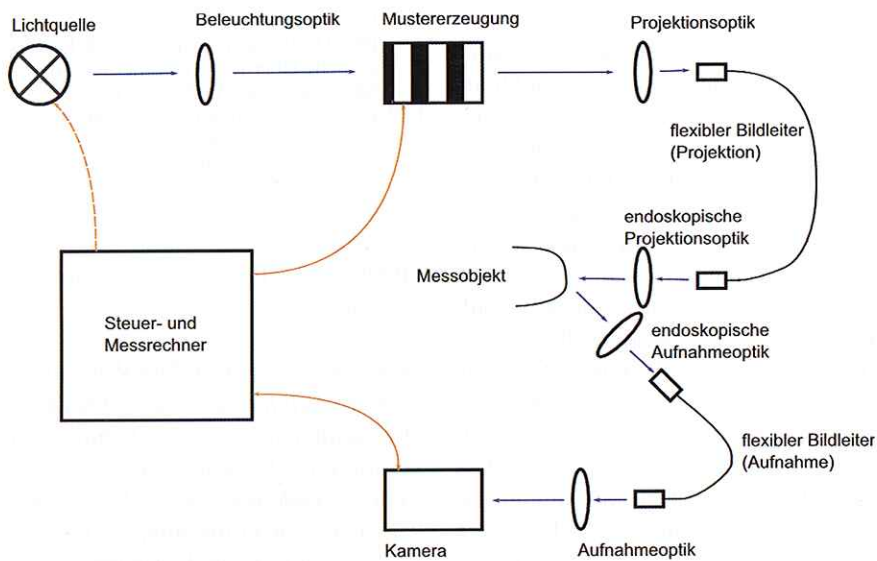 Lichtquelle
Beleuchtungsoptik
Mustererzeugung
Projektionsoptik
flexibler Bildleiter
(Projektion)
endoskopische
Projektionsoptik
Messobjekt
Steuer- und
Messrechner
endoskopische
Aufnahmeoptik
flexibler Bildleiter
(Aufnahme)
Kamera
Aufnahmeoptik